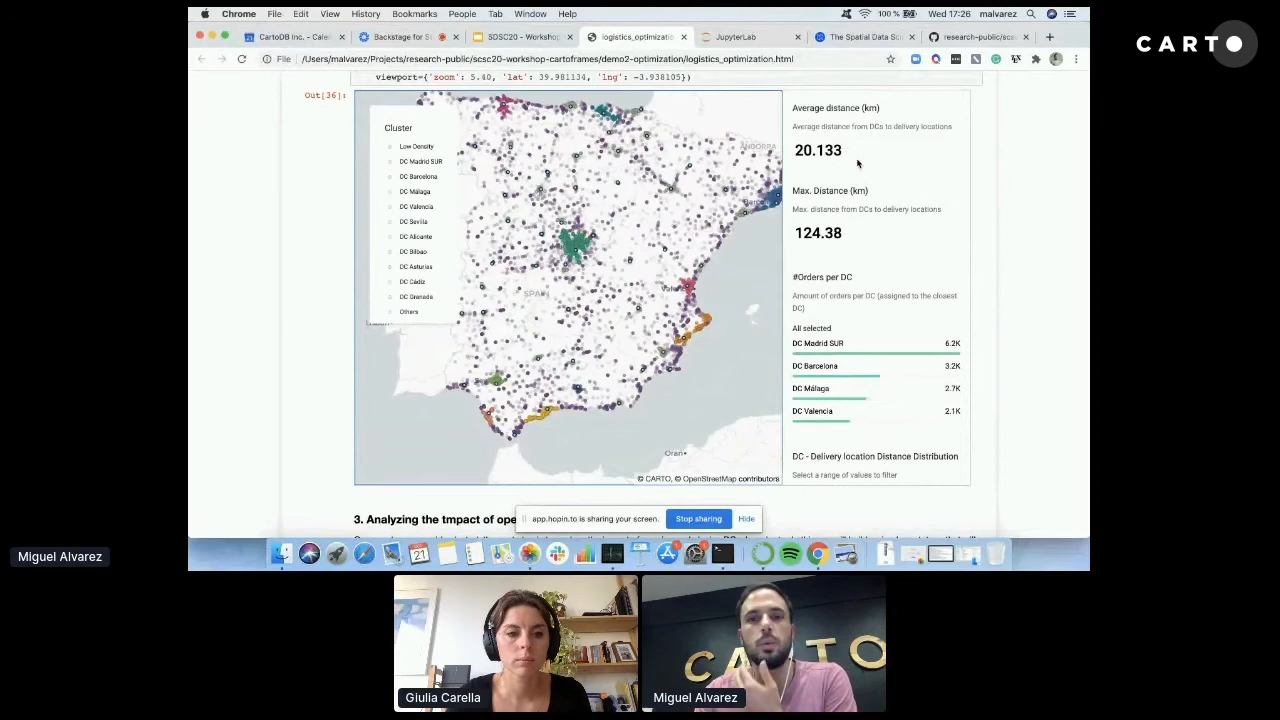 Chrome File Edit View History Bookmarks People Tab Window Help 100 % Wed 17:26 malvarez
CartoDB Inc. - Calen
Backstage for S
SDSC20 - Workshop
logistics_optimizatio
JupyterLab
The Spatial Data Sc
research-public/scs
CARTO
File /Users/malvarez/Projects/research-public/scsc20-workshop-cartoframes/demo2-optimization/logistics_optimization.html
viewport={'zoom': 5.40, 'lat': 39.981134, 'lng': -3.938105})
Out[36]:
Cluster
Low Density
DC Madrid SUR
DC Barcelona
DC Málaga
DC Valencia
DC Sevilla
DC Alicante
DC Bilbao
DC Asturias
DC Cádiz
DC Granada
Others
ANDORRA
SPAIN
Oran
© CARTO, © OpenStreetMap contributors
Average distance (km)
Average distance from DCs to delivery locations
20.133
Max. Distance (km)
Max. distance from DCs to delivery locations
124.38
#Orders per DC
Amount of orders per DC (assigned to the closest
DC)
All selected
DC Madrid SUR 6.2K
DC Barcelona 3.2K
DC Málaga 2.7K
DC Valencia 2.1K
DC - Delivery location Distance Distribution
Select a range of values to filter
3. Analyzing the tmpact of ope
app.hopin.to is sharing your screen. Stop sharing Hide
Miguel Alvarez
CARTO
Giulia Carella
Miguel Alvarez